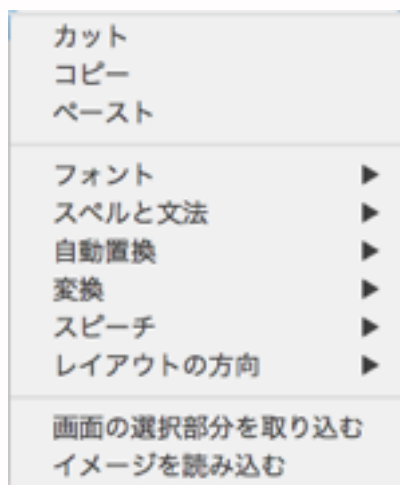 カット
コピー
ペースト
フォント
スペルと文法
自動置換
変換
スピーチ
レイアウトの方向
画面の選択部分を取り込む
イメージを読み込む